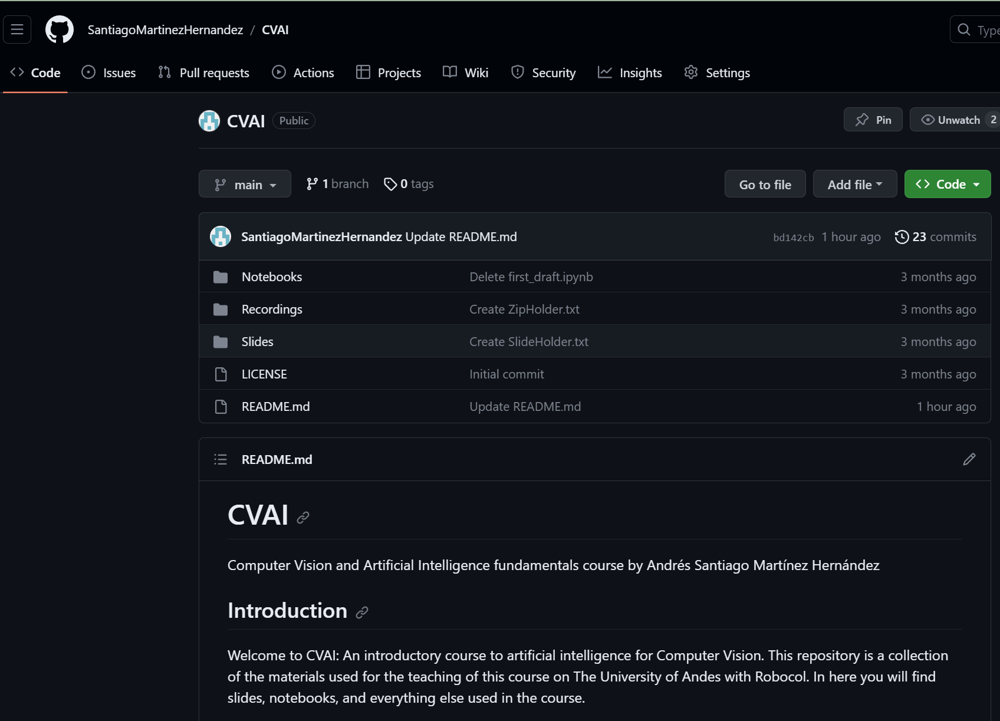 SantiagoMartinezHernandez / CVAI
Type
Code Issues Pull requests Actions Projects Wiki Security Insights Settings
CVAI Public
Pin Unwatch 2
main 1 branch 0 tags Go to file Add file Code
SantiagoMartinezHernandez Update README.md bd142cb 1 hour ago 23 commits
Notebooks Delete first_draft.ipynb 3 months ago
Recordings Create ZipHolder.txt 3 months ago
Slides Create SlideHolder.txt 3 months ago
LICENSE Initial commit 3 months ago
README.md Update README.md 1 hour ago
README.md
CVAI
Computer Vision and Artificial Intelligence fundamentals course by Andrés Santiago Martínez Hernández
Introduction
Welcome to CVAI: An introductory course to artificial intelligence for Computer Vision. This repository is a collection
of the materials used for the teaching of this course on The University of Andes with Robocol. In here you will find
slides, notebooks, and everything else used in the course.